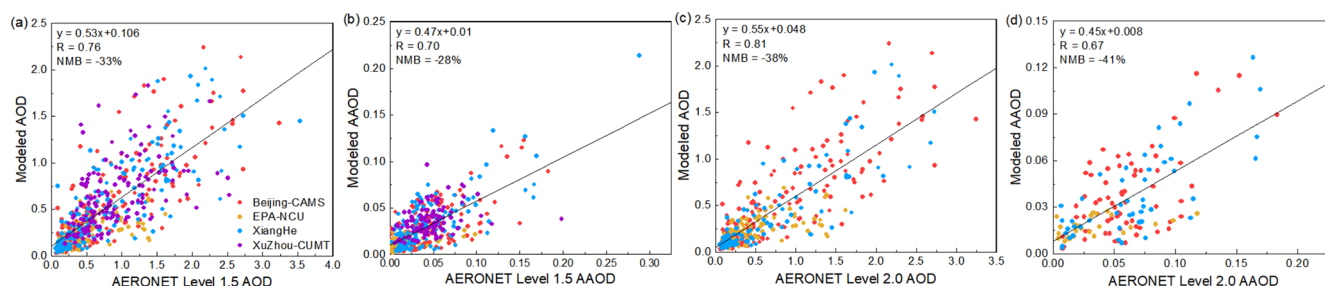 (a)
y = 0.53x+0.106
R = 0.76
NMB = -33%
Modeled AOD
2.5
2.0
1.5
1.0
0.5
0.0
0.0 0.5 1.0 1.5 2.0 2.5 3.0 3.5 4.0
AERONET Level 1.5 AOD
Beijing-CAMS
EPA-NCU
XiangHe
XuZhou-CUMT
(b)
y = 0.47x+0.01
R = 0.70
NMB = -28%
Modeled AAOD
0.25
0.20
0.15
0.10
0.05
0.00
0.00 0.05 0.10 0.15 0.20 0.25 0.30
AERONET Level 1.5 AAOD
(c)
y = 0.55x+0.048
R = 0.81
NMB = -38%
Modeled AOD
2.5
2.0
1.5
1.0
0.5
0.0
0.0 0.5 1.0 1.5 2.0 2.5 3.0 3.5
AERONET Level 2.0 AOD
(d)
y = 0.45x+0.008
R = 0.67
NMB = -41%
Modeled AAOD
0.15
0.12
0.09
0.06
0.03
0.00
0.00 0.05 0.10 0.15 0.20
AERONET Level 2.0 AAOD